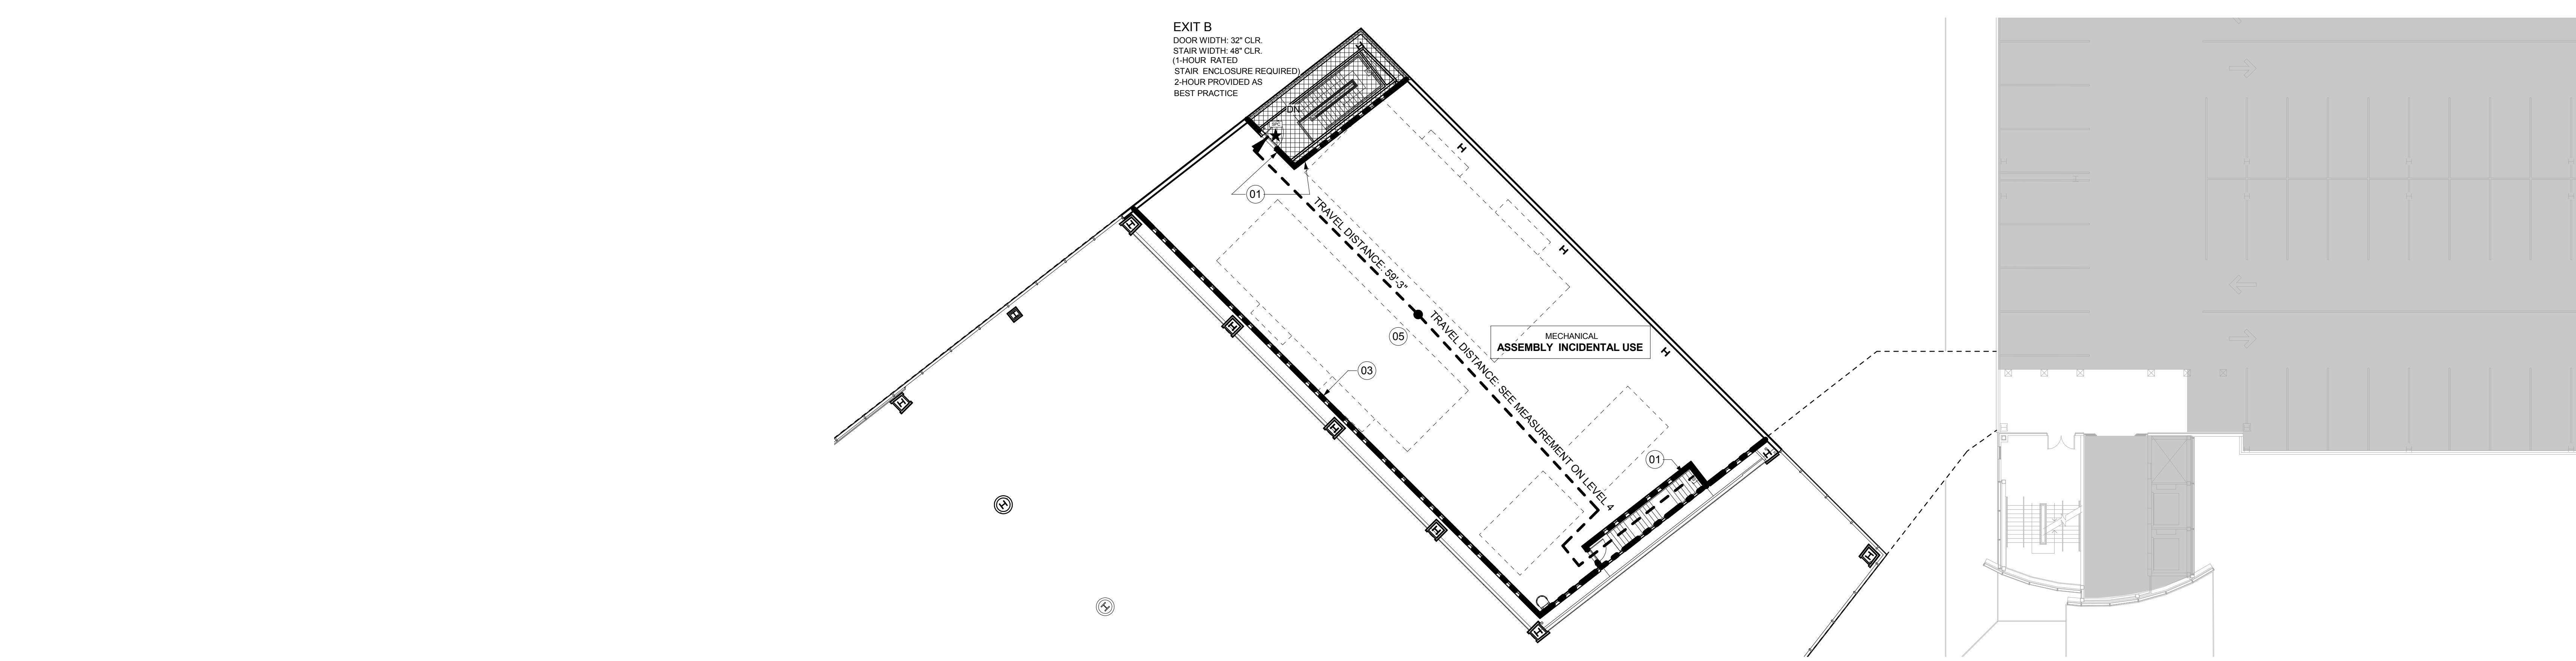 EXIT B
DOOR WIDTH: 32" CLR.
STAIR WIDTH: 48" CLR.
(1-HOUR RATED
STAIR ENCLOSURE REQUIRED)
2-HOUR PROVIDED AS
BEST PRACTICE
DN
01
TRAVEL DISTANCE: 59'-3"
05
TRAVEL DISTANCE: SEE MEASUREMENT ON LEVEL 4
MECHANICAL
ASSEMBLY INCIDENTAL USE
03
01